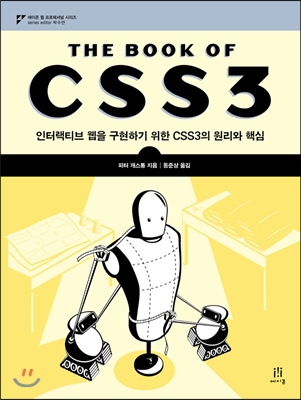 에이콘 웹 프로페셔널 시리즈
series editor 박수만
THE BOOK OF
CSS3
인터랙티브 웹을 구현하기 위한 CSS3의 원리와 핵심
피터 개스톤 지음 | 동준상 옮김
에이콘